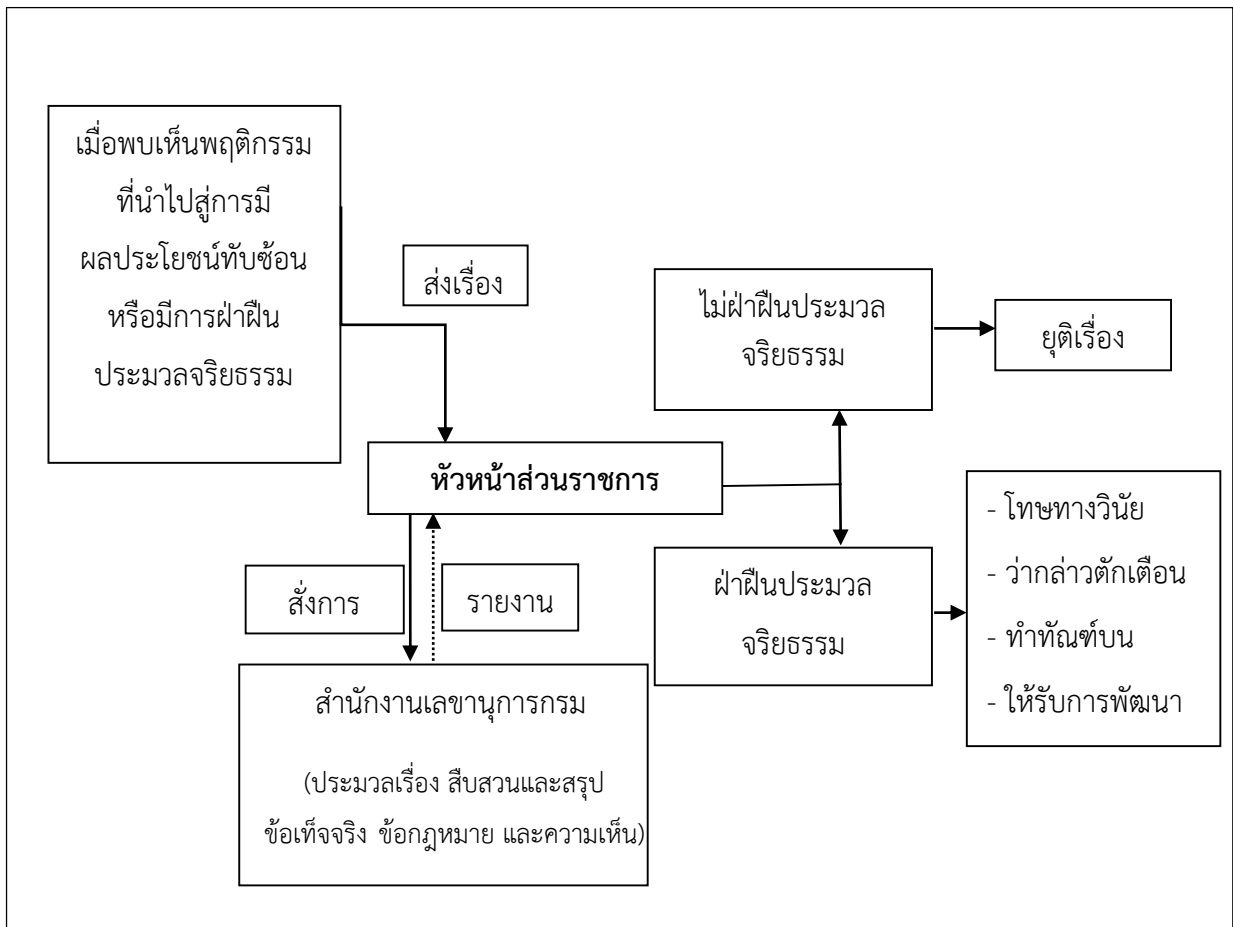 เมื่อพบเห็นพฤติกรรม
ที่นำไปสู่การมี
ผลประโยชน์ทับซ้อน
หรือมีการฝ่าฝืน
ประมวลจริยธรรม
ส่งเรื่อง
หัวหน้าส่วนราชการ
สั่งการ
รายงาน
สำนักงานเลขานุการกรม
(ประมวลเรื่อง สืบสวนและสรุป
ข้อเท็จจริง ข้อกฎหมาย และความเห็น)
ไม่ฝ่าฝืนประมวล
จริยธรรม
ยุติเรื่อง
ฝ่าฝืนประมวล
จริยธรรม
- โทษทางวินัย
- ว่ากล่าวตักเตือน
- ทำทัณฑ์บน
- ให้รับการพัฒนา